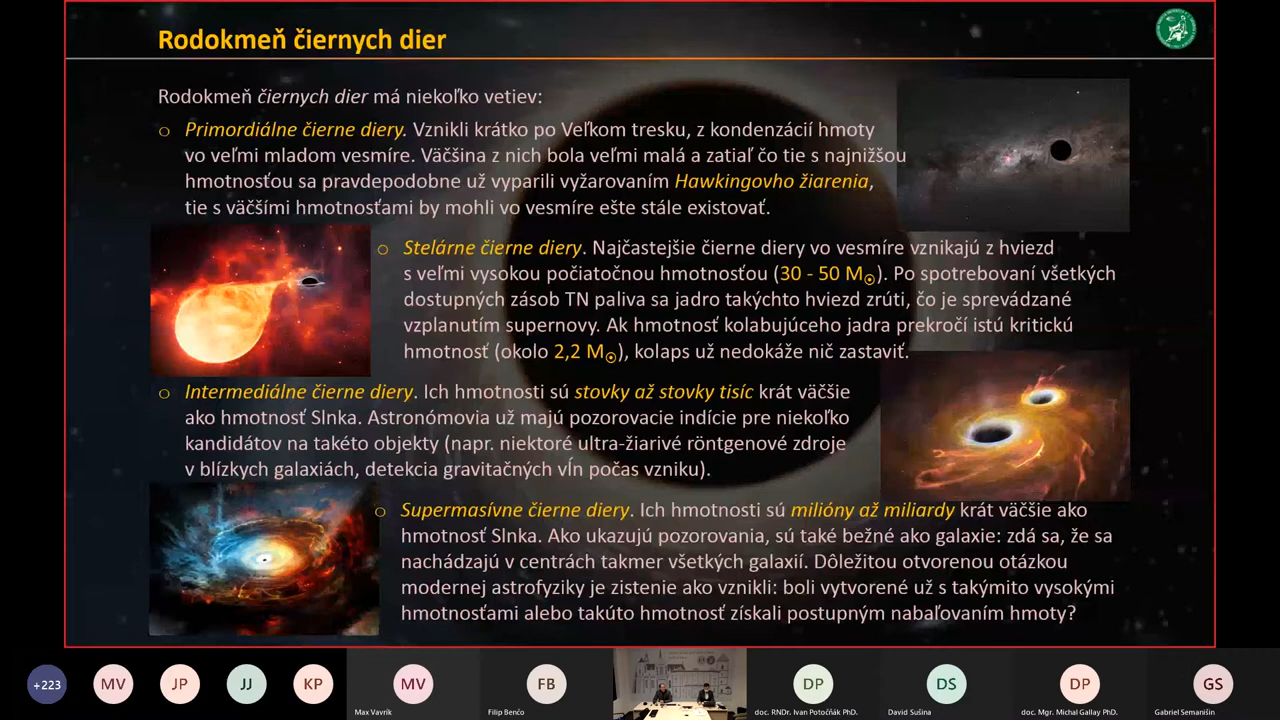 Rodokmeň čiernych dier
Rodokmeň čiernych dier má niekoľko vetiev:
o Primordiálne čierne diery. Vznikli krátko po Veľkom tresku, z kondenzácií hmoty
vo veľmi mladom vesmíre. Väčšina z nich bola veľmi malá a zatiaľ čo tie s najnižšou
hmotnosťou sa pravdepodobne už vyparili vyžarovaním Hawkingovho žiarenia,
tie s väčšími hmotnosťami by mohli vo vesmíre ešte stále existovať.
o Stelárne čierne diery. Najčastejšie čierne diery vo vesmíre vznikajú z hviezd
s veľmi vysokou počiatočnou hmotnosťou (30 - 50 M☉). Po spotrebovaní všetkých
dostupných zásob TN paliva sa jadro takýchto hviezd zrúti, čo je sprevádzané
vzplanutím supernovy. Ak hmotnosť kolabujúceho jadra prekročí istú kritickú
hmotnosť (okolo 2,2 M☉), kolaps už nedokáže nič zastaviť.
o Intermediálne čierne diery. Ich hmotnosti sú stovky až stovky tisíc krát väčšie
ako hmotnosť Slnka. Astronómovia už majú pozorovacie indície pre niekoľko
kandidátov na takéto objekty (napr. niektoré ultra-žiarivé röntgenové zdroje
v blízkych galaxiách, detekcia gravitačných vĺn počas vzniku).
o Supermasívne čierne diery. Ich hmotnosti sú milióny až miliardy krát väčšie ako
hmotnosť Slnka. Ako ukazujú pozorovania, sú také bežné ako galaxie: zdá sa, že sa
nachádzajú v centrách takmer všetkých galaxií. Dôležitou otvorenou otázkou
modernej astrofyziky je zistenie ako vznikli: boli vytvorené už s takýmito vysokými
hmotnosťami alebo takúto hmotnosť získali postupným nabaľovaním hmoty?
+223 MV JP JJ KP MV FB DP DS DP GS
Max Vavrík Filip Benčo doc. RNDr. Ivan Potočňák PhD. Dávid Sušina doc. Mgr. Michal Gallay PhD. Gabriel Semanišin